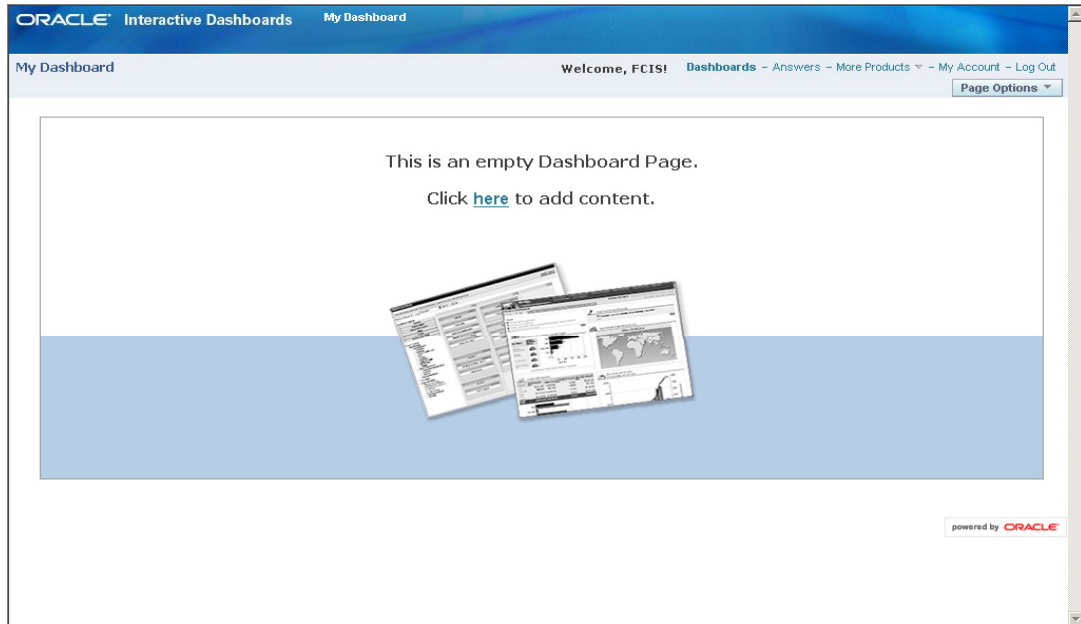 ORACLE Interactive Dashboards My Dashboard
My Dashboard Welcome, FCIS! Dashboards - Answers - More Products - My Account - Log Out
Page Options
This is an empty Dashboard Page.
Click here to add content.
powered by ORACLE